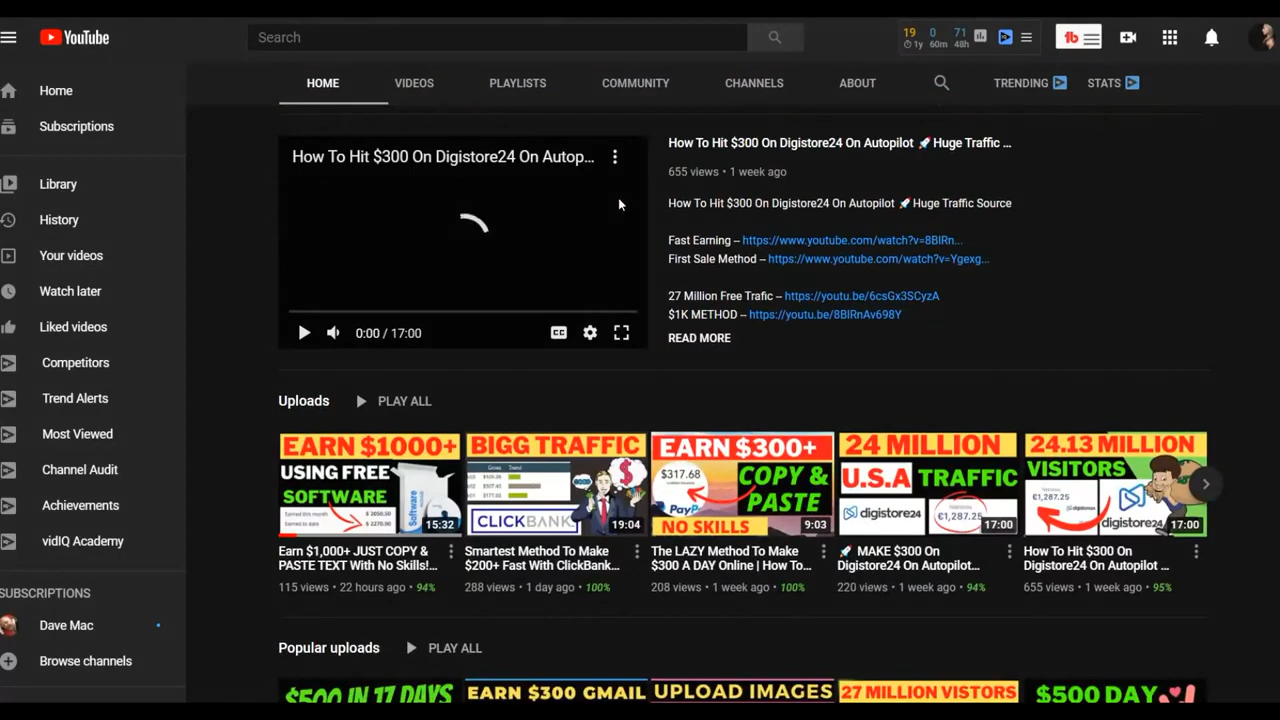 YouTube
Search
19 0 71
1y 60m 48h
HOME VIDEOS PLAYLISTS COMMUNITY CHANNELS ABOUT TRENDING STATS
Home
Subscriptions
Library
History
Your videos
Watch later
Liked videos
Competitors
Trend Alerts
Most Viewed
Channel Audit
Achievements
vidIQ Academy
SUBSCRIPTIONS
Dave Mac
Browse channels
How To Hit $300 On Digistore24 On Autop...
0:00 / 17:00
How To Hit $300 On Digistore24 On Autopilot 🚀Huge Traffic ...
655 views • 1 week ago
How To Hit $300 On Digistore24 On Autopilot 🚀Huge Traffic Source
Fast Earning – https://www.youtube.com/watch?v=8BlRn...
First Sale Method – https://www.youtube.com/watch?v=Ygexg...
27 Million Free Trafic – https://youtu.be/6csGx3SCyzA
$1K METHOD – https://youtu.be/8BlRnAv698Y
READ MORE
Uploads PLAY ALL
EARN $1000+
USING FREE
SOFTWARE
Software
15:32
Earn $1,000+ JUST COPY &
PASTE TEXT With No Skills!...
115 views • 22 hours ago • 94%
BIGG TRAFFIC
CLICKBANK
19:04
Smartest Method To Make
$200+ Fast With ClickBank...
288 views • 1 day ago • 100%
EARN $300+
$317.68
COPY &
PASTE
PayP
NO SKILLS
9:03
The LAZY Method To Make
$300 A DAY Online | How To...
208 views • 1 week ago • 100%
24 MILLION
U.S.A TRAFFIC
digistore24
€1,287.25
17:00
🚀 MAKE $300 On
Digistore24 On Autopilot...
220 views • 1 week ago • 94%
24.13 MILLION
VISITORS
€1,287.25
digistore24
17:00
How To Hit $300 On
Digistore24 On Autopilot ...
655 views • 1 week ago • 95%
Popular uploads PLAY ALL
$500 IN 17 DAYS
EARN $300 GMAIL
UPLOAD IMAGES
27 MILLION VISTORS
$500 DAY